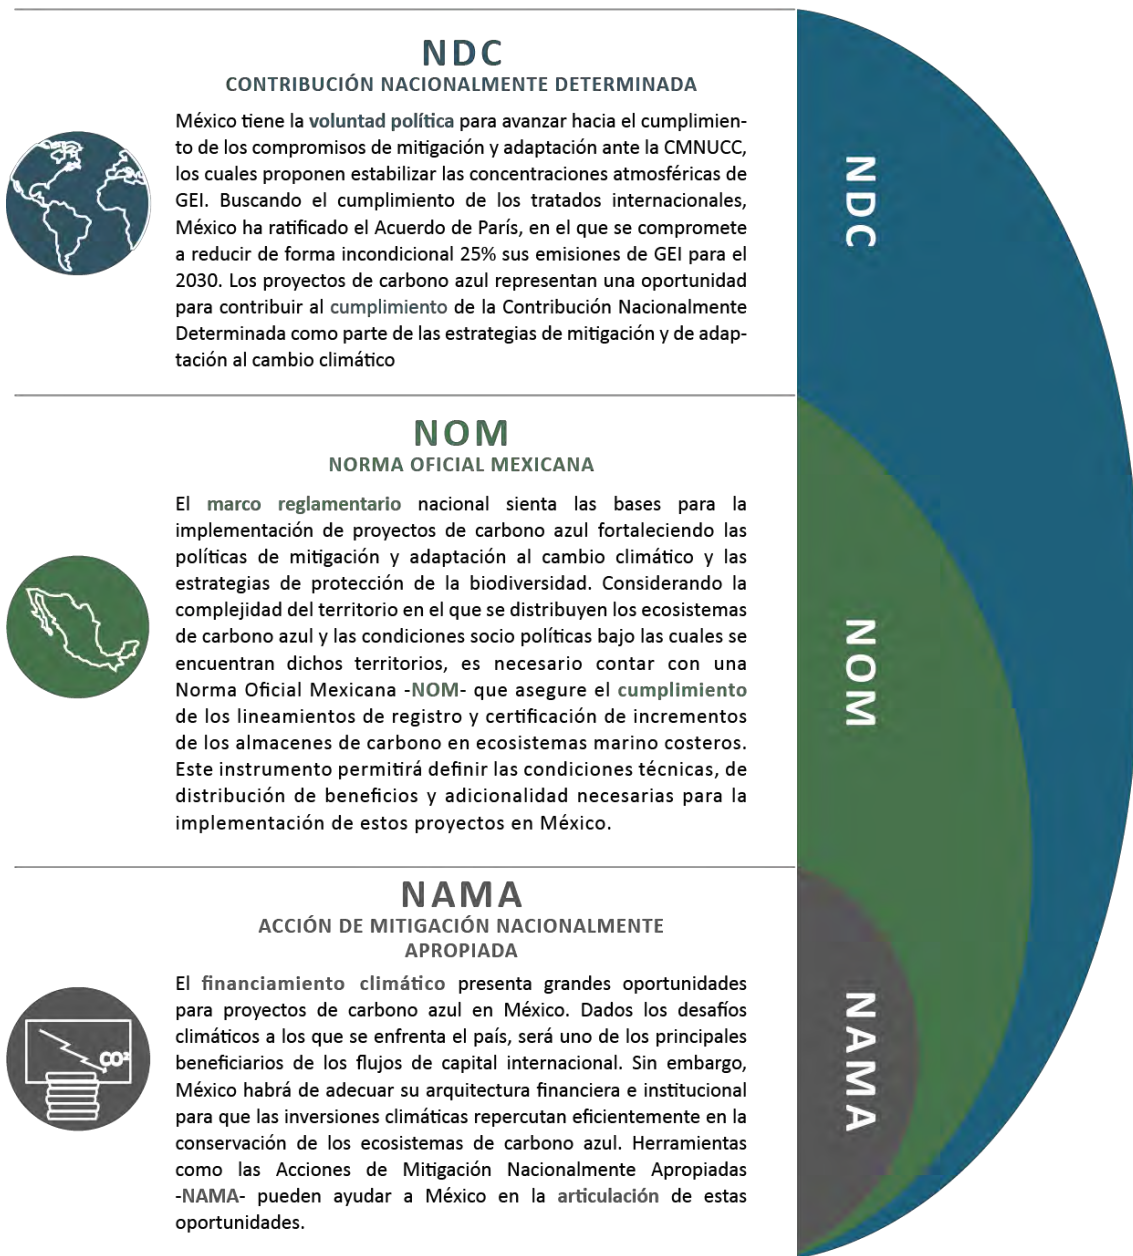 NDC
CONTRIBUCIÓN NACIONALMENTE DETERMINADA
México tiene la voluntad política para avanzar hacia el cumplimien-
to de los compromisos de mitigación y adaptación ante la CMNUCC,
los cuales proponen estabilizar las concentraciones atmosféricas de
GEI. Buscando el cumplimiento de los tratados internacionales,
México ha ratificado el Acuerdo de París, en el que se compromete
a reducir de forma incondicional 25% sus emisiones de GEI para el
2030. Los proyectos de carbono azul representan una oportunidad
para contribuir al cumplimiento de la Contribución Nacionalmente
Determinada como parte de las estrategias de mitigación y de adap-
tación al cambio climático
NDC
NOM
NORMA OFICIAL MEXICANA
El marco reglamentario nacional sienta las bases para la
implementación de proyectos de carbono azul fortaleciendo las
políticas de mitigación y adaptación al cambio climático y las
estrategias de protección de la biodiversidad. Considerando la
complejidad del territorio en el que se distribuyen los ecosistemas
de carbono azul y las condiciones socio políticas bajo las cuales se
encuentran dichos territorios, es necesario contar con una
Norma Oficial Mexicana -NOM- que asegure el cumplimiento
de los lineamientos de registro y certificación de incrementos
de los almacenes de carbono en ecosistemas marino costeros.
Este instrumento permitirá definir las condiciones técnicas, de
distribución de beneficios y adicionalidad necesarias para la
implementación de estos proyectos en México.
NOM
NAMA
ACCIÓN DE MITIGACIÓN NACIONALMENTE
APROPIADA
El financiamiento climático presenta grandes oportunidades
para proyectos de carbono azul en México. Dados los desafíos
climáticos a los que se enfrenta el país, será uno de los principales
beneficiarios de los flujos de capital internacional. Sin embargo,
México habrá de adecuar su arquitectura financiera e institucional
para que las inversiones climáticas repercutan eficientemente en la
conservación de los ecosistemas de carbono azul. Herramientas
como las Acciones de Mitigación Nacionalmente Apropiadas
-NAMA- pueden ayudar a México en la articulación de estas
oportunidades.
CO²
NAMA